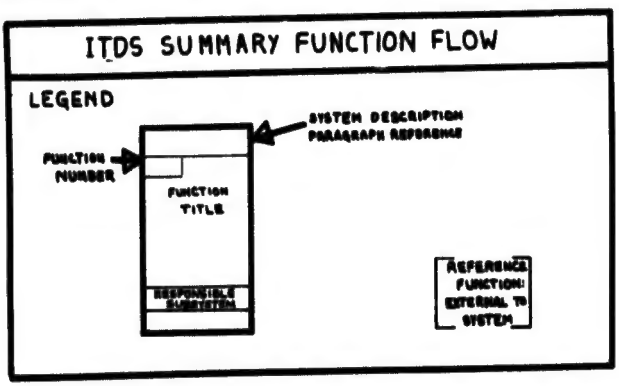 ITDS SUMMARY FUNCTION FLOW
LEGEND
SYSTEM DESCRIPTION
PARAGRAPH REFERENCE
FUNCTION
NUMBER
FUNCTION
TITLE
RESPONSIBLE
SUBSYSTEM
REFERENCE
FUNCTION:
EXTERNAL TO
SYSTEM